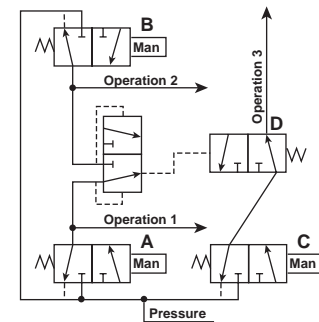 B
Man
Operation 3
Operation 2
D
Operation 1
A
Man
C
Man
Pressure